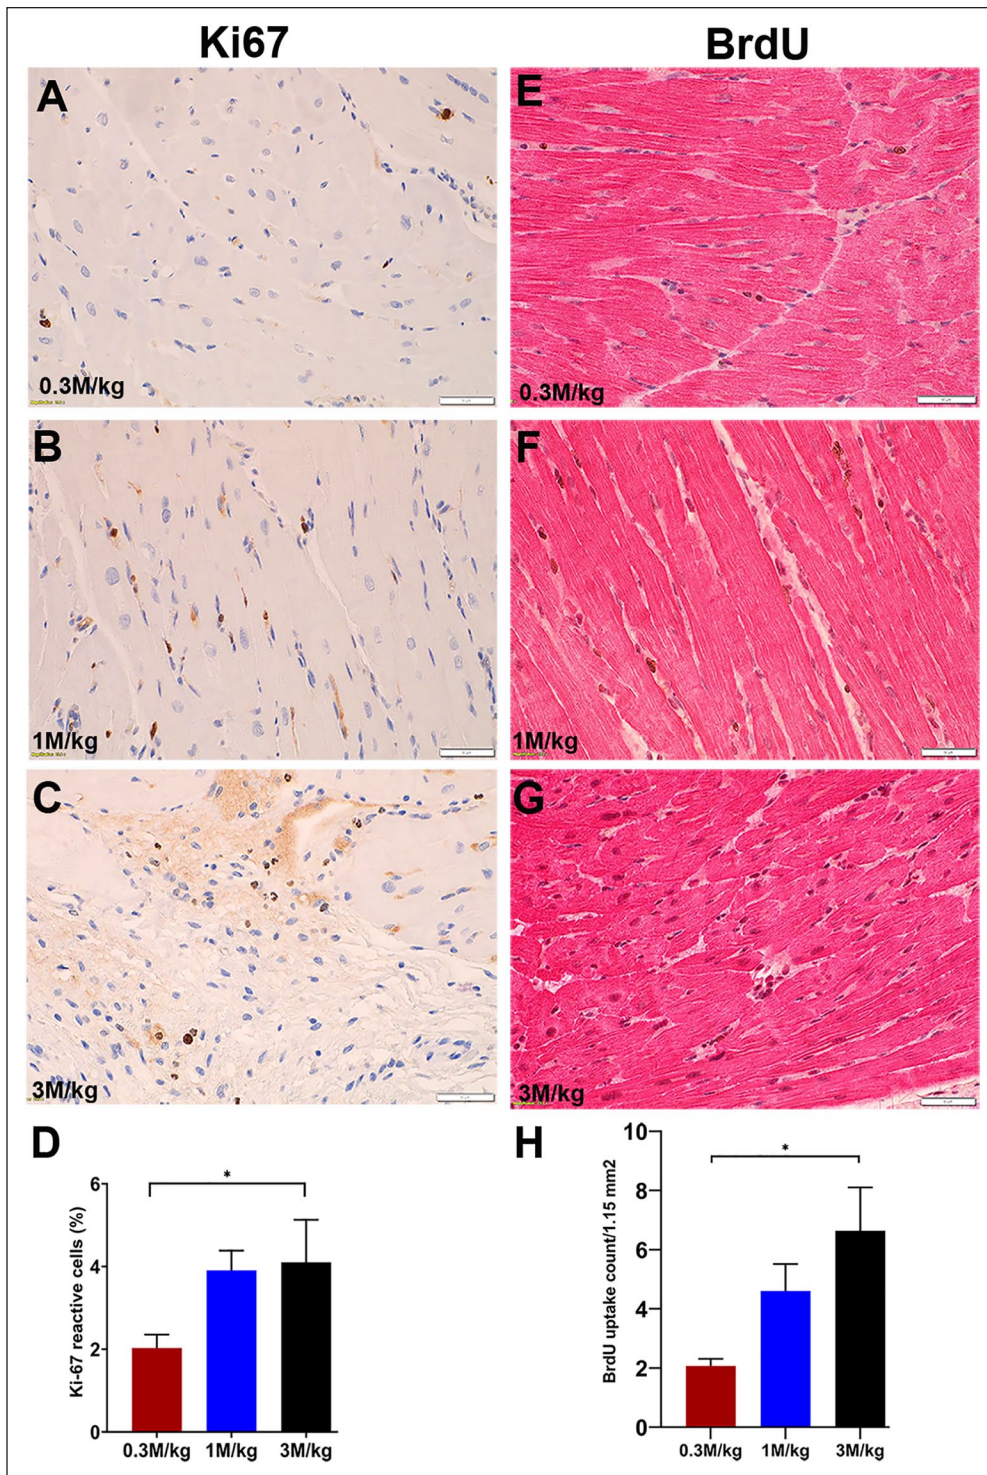 Ki67
BrdU
A
0.3M/kg
E
0.3M/kg
B
1M/kg
F
1M/kg
C
3M/kg
G
3M/kg
D
Ki-67 reactive cells (%)
6
4
2
0
*
0.3M/kg
1M/kg
3M/kg
H
BrdU uptake count/1.15 mm2
10
8
6
4
2
0
*
0.3M/kg
1M/kg
3M/kg